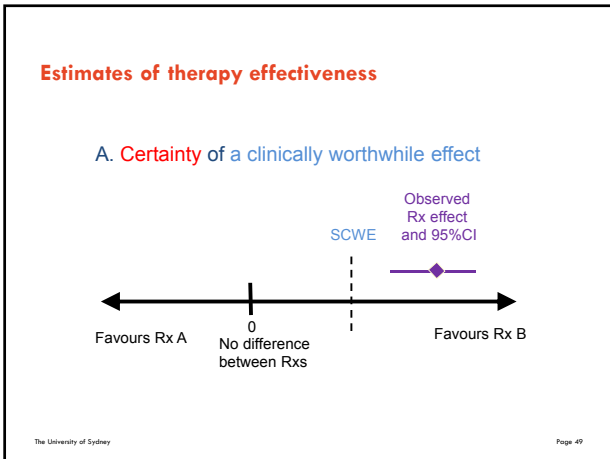 Estimates of therapy effectiveness
A. Certainty of a clinically worthwhile effect
Observed
Rx effect
and 95%CI
SCWE
0
No difference
between Rxs
Favours Rx A
Favours Rx B
The University of Sydney
Page 49